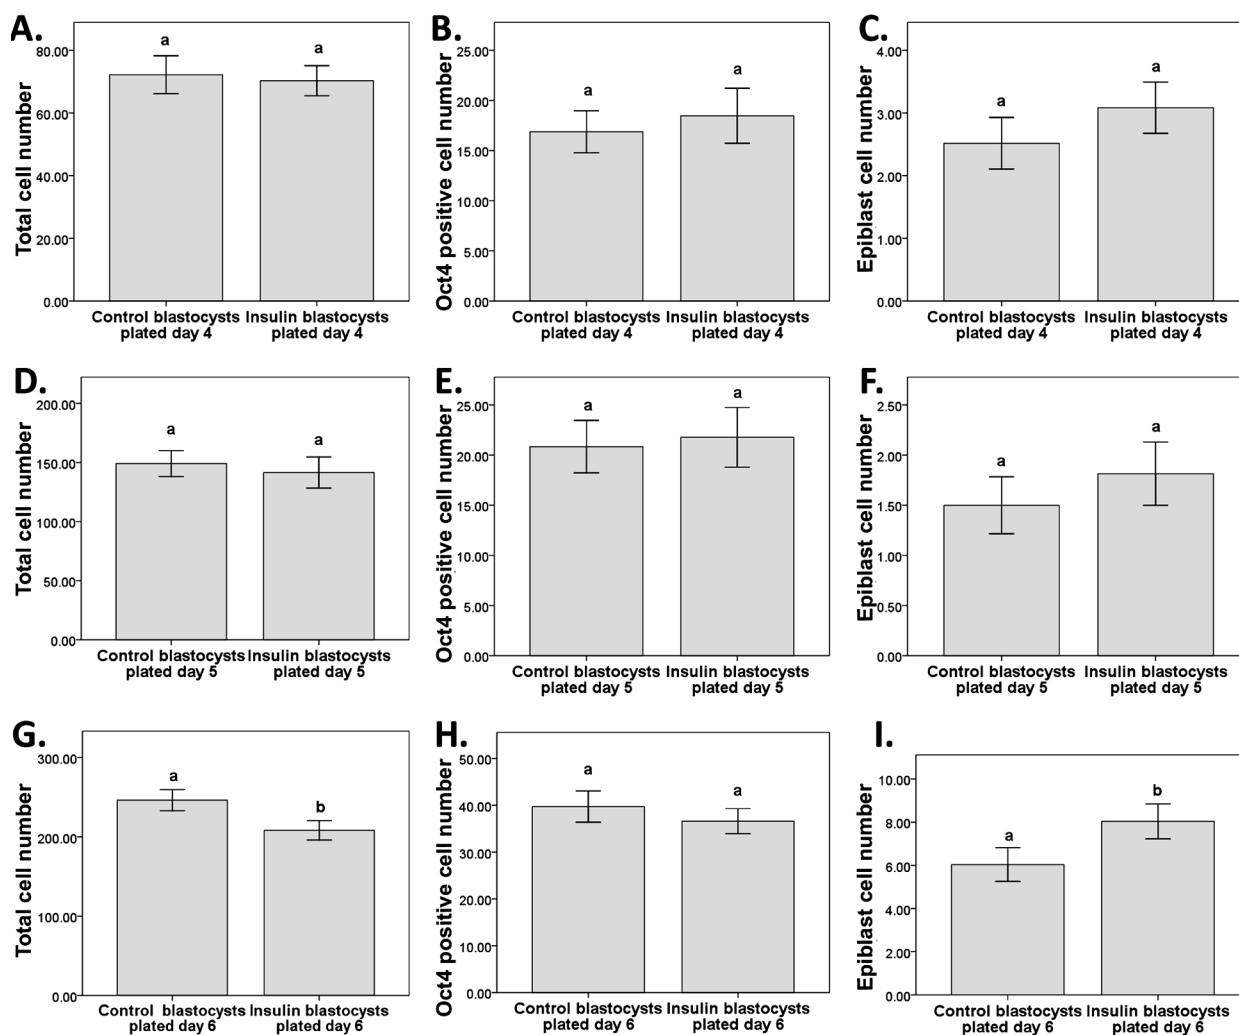 A.
Total cell number
80.00
60.00
40.00
20.00
0.00
a
a
Control blastocysts
plated day 4
Insulin blastocysts
plated day 4
B.
Oct4 positive cell number
25.00
20.00
15.00
10.00
5.00
0.00
a
a
Control blastocysts
plated day 4
Insulin blastocysts
plated day 4
C.
Epiblast cell number
4.00
3.00
2.00
1.00
0.00
a
a
Control blastocysts
plated day 4
Insulin blastocysts
plated day 4
D.
Total cell number
200.00
150.00
100.00
50.00
0.00
a
a
Control blastocysts
plated day 5
Insulin blastocysts
plated day 5
E.
Oct4 positive cell number
25.00
20.00
15.00
10.00
5.00
0.00
a
a
Control blastocysts
plated day 5
Insulin blastocysts
plated day 5
F.
Epiblast cell number
2.50
2.00
1.50
1.00
0.50
0.00
a
a
Control blastocysts
plated day 5
Insulin blastocysts
plated day 5
G.
Total cell number
300.00
200.00
100.00
0.00
a
b
Control blastocysts
plated day 6
Insulin blastocysts
plated day 6
H.
Oct4 positive cell number
50.00
40.00
30.00
20.00
10.00
0.00
a
a
Control blastocysts
plated day 6
Insulin blastocysts
plated day 6
I.
Epiblast cell number
10.00
8.00
6.00
4.00
2.00
0.00
a
b
Control blastocysts
plated day 6
Insulin blastocysts
plated day 6